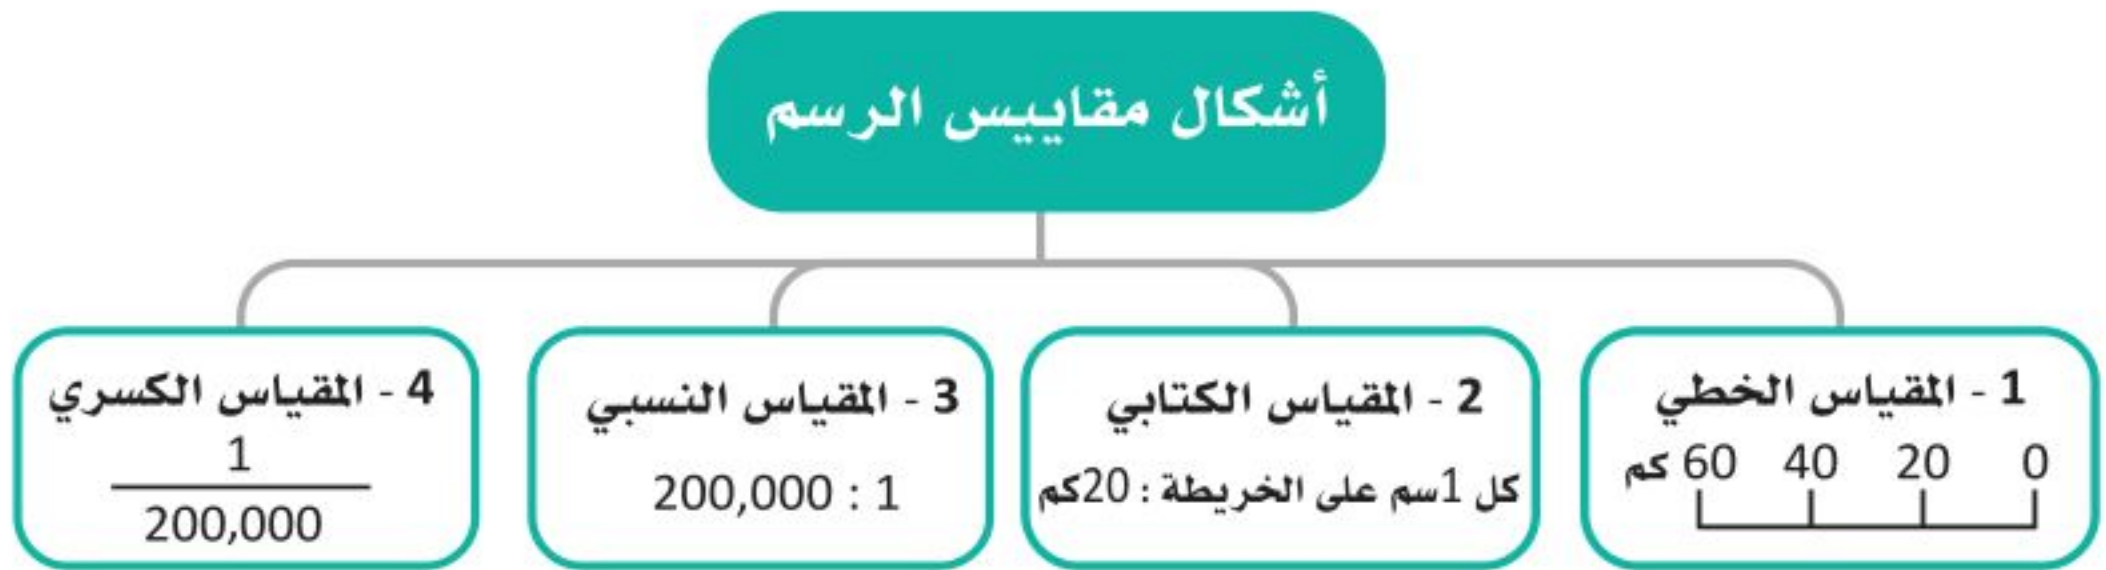 أشكال مقاييس الرسم
1 - المقياس الخطي
0 20 40 60 كم
2 - المقياس الكتابي
كل 1سم على الخريطة : 20كم
3 - المقياس النسبي
1 : 200,000
4 - المقياس الكسري
1
200,000